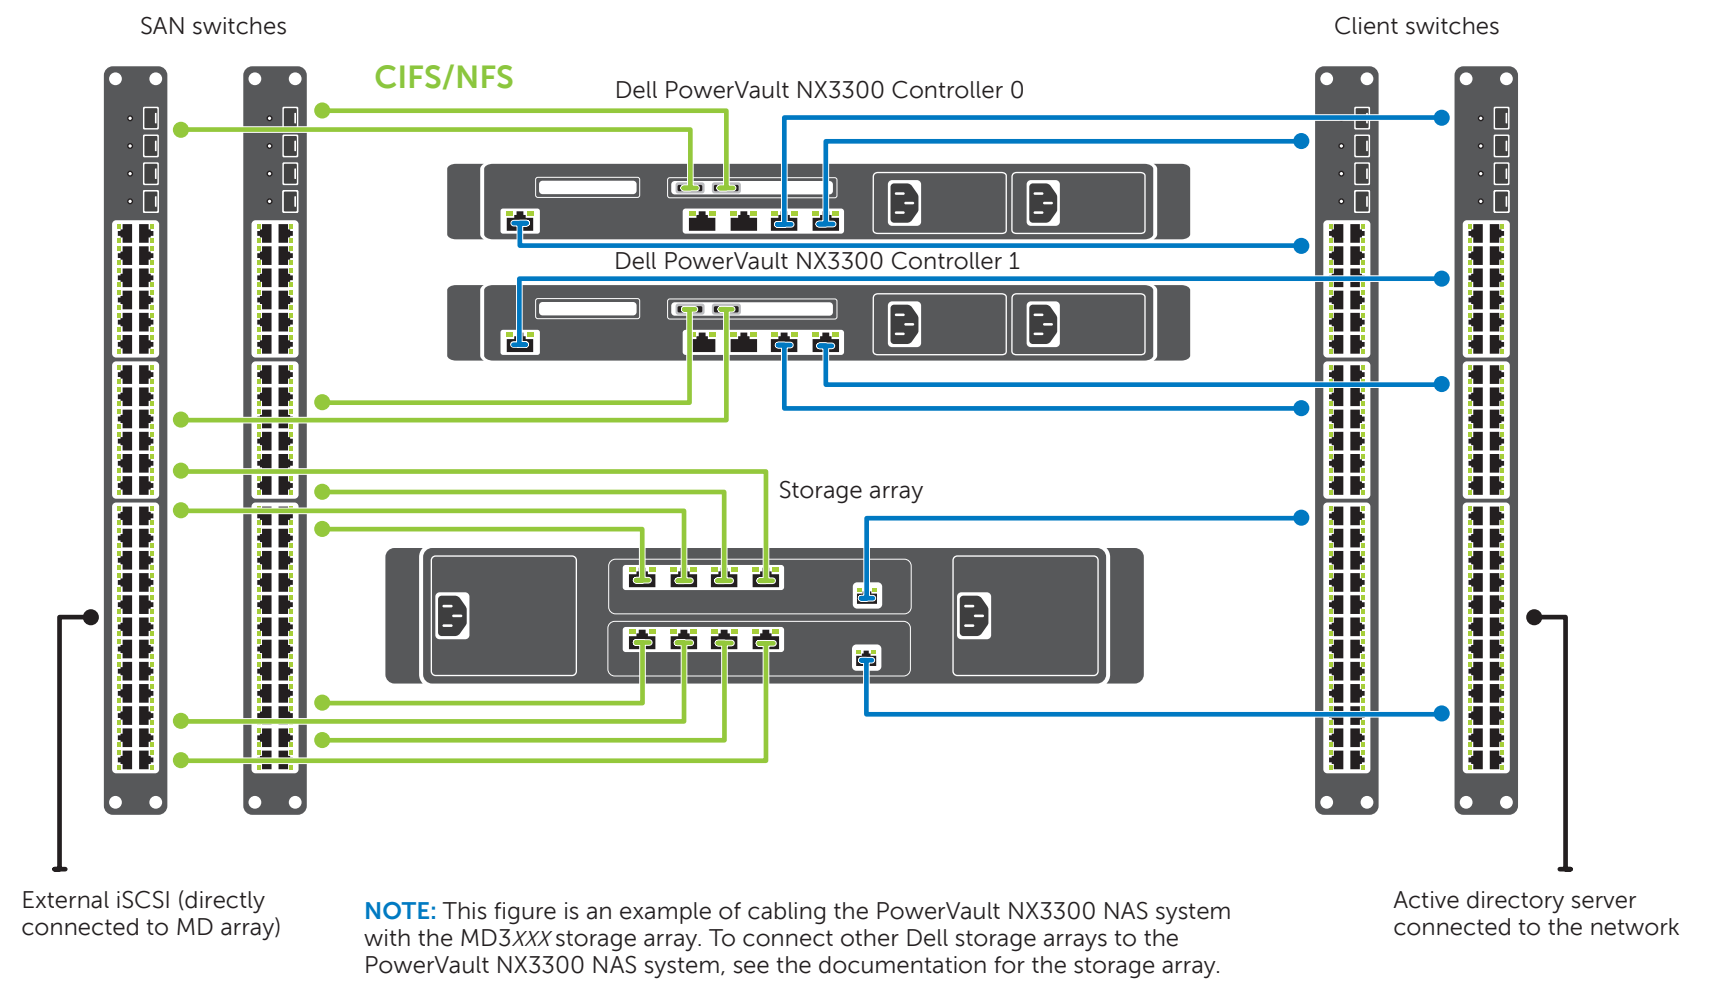 SAN switches
Client switches
CIFS/NFS
Dell PowerVault NX3300 Controller 0
Dell PowerVault NX3300 Controller 1
Storage array
External iSCSI (directly
connected to MD array)
NOTE: This figure is an example of cabling the PowerVault NX3300 NAS system
with the MD3XXX storage array. To connect other Dell storage arrays to the
PowerVault NX3300 NAS system, see the documentation for the storage array.
Active directory server
connected to the network